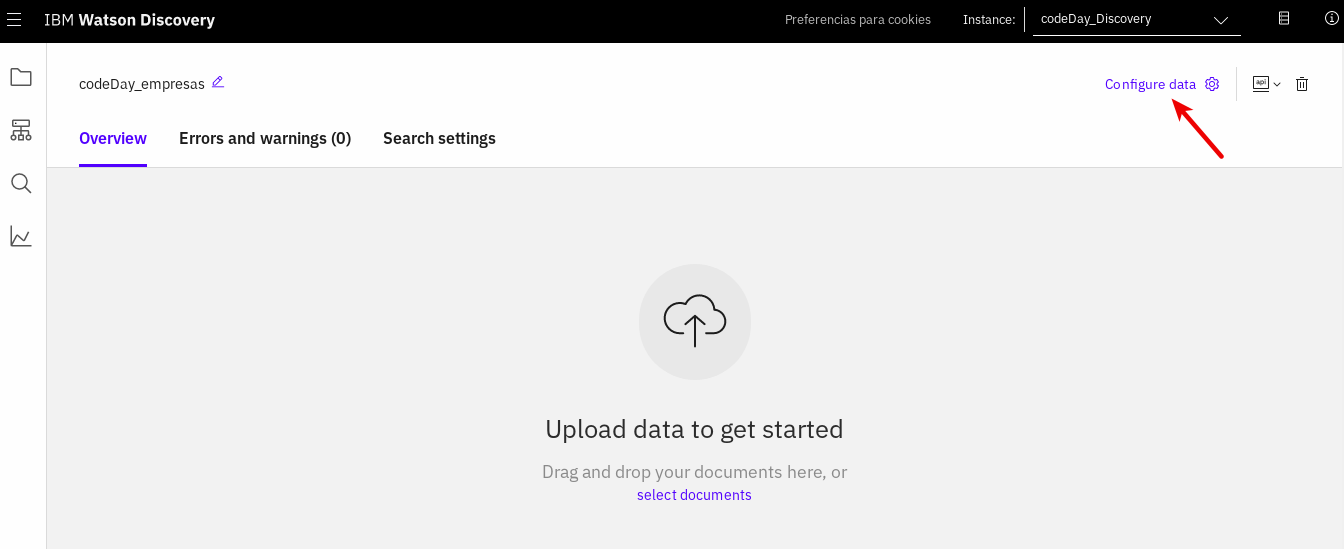 IBM Watson Discovery
Preferencias para cookies
Instance:
codeDay_Discovery
codeDay_empresas
Configure data
api
Overview
Errors and warnings (0)
Search settings
Upload data to get started
Drag and drop your documents here, or
select documents